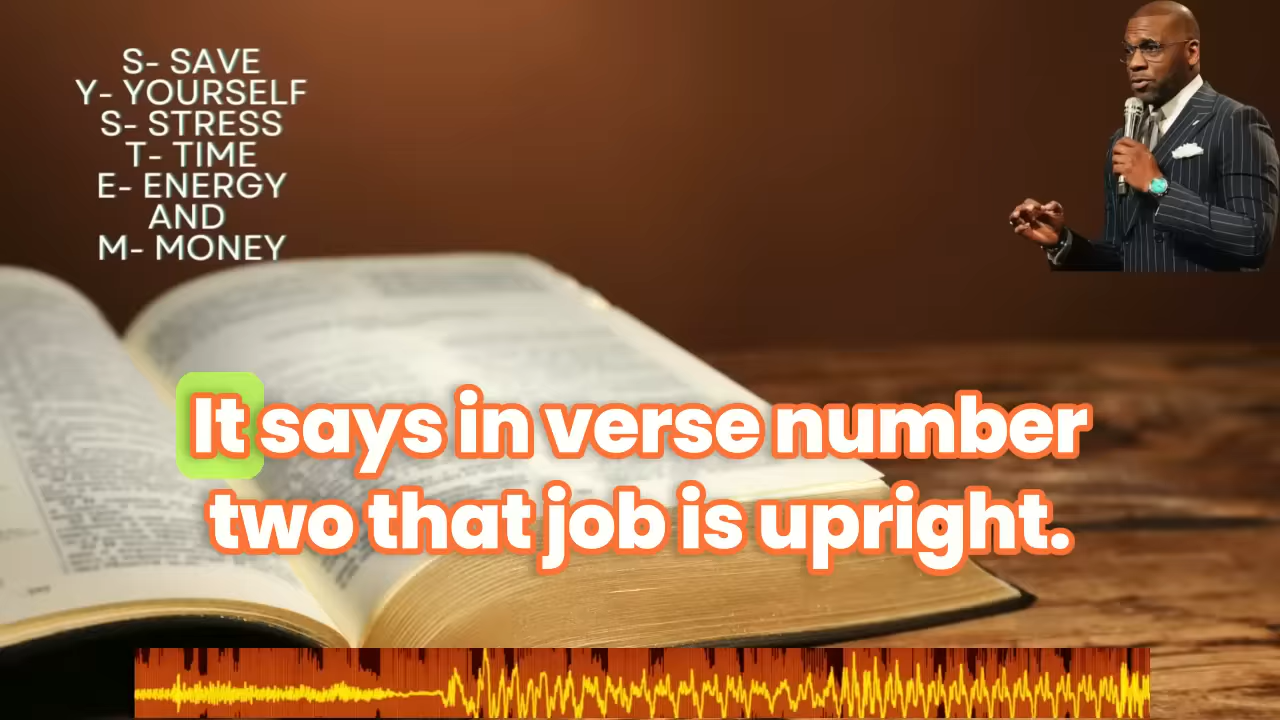 S- SAVE
Y- YOURSELF
S- STRESS
T- TIME
E- ENERGY
AND
M- MONEY
It says in verse number
two that job is upright.